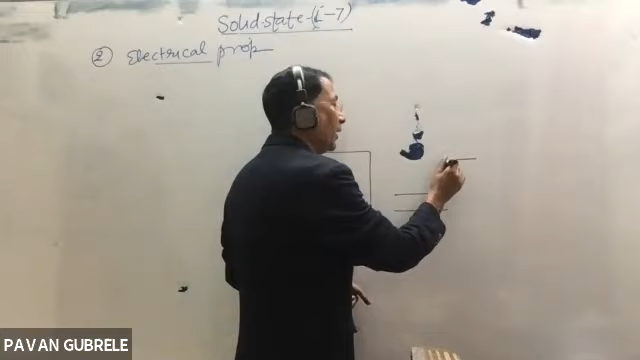 Solid state (L-7)
② Electrical prop
PAVAN GUBRELE